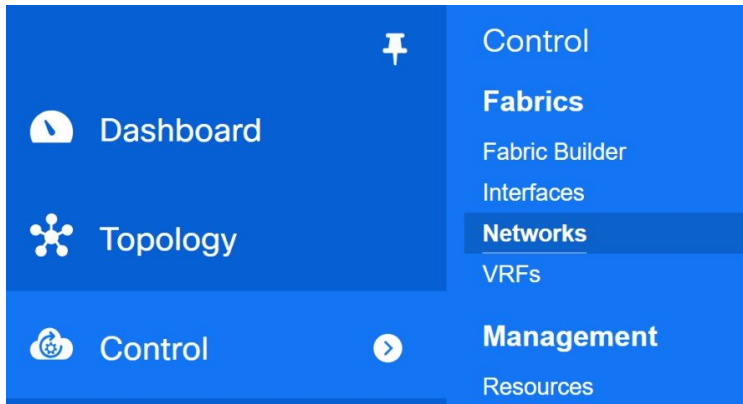 Dashboard
Topology
Control
Control
Fabrics
Fabric Builder
Interfaces
Networks
VRFs
Management
Resources